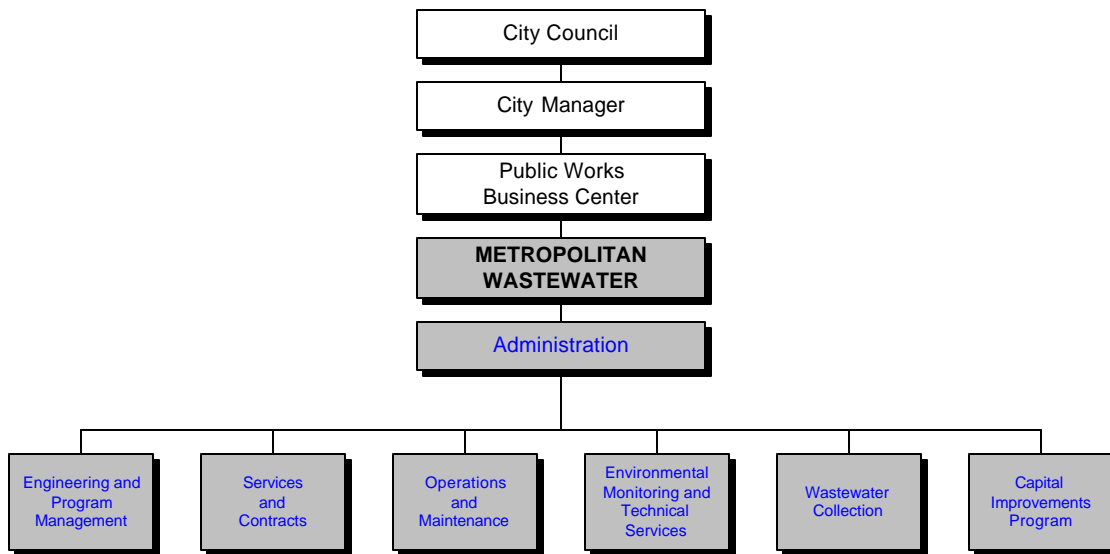 City Council
City Manager
Public Works
Business Center
METROPOLITAN
WASTEWATER
Administration
Engineering and
Program
Management
Services
and
Contracts
Operations
and
Maintenance
Environmental
Monitoring and
Technical
Services
Wastewater
Collection
Capital
Improvements
Program